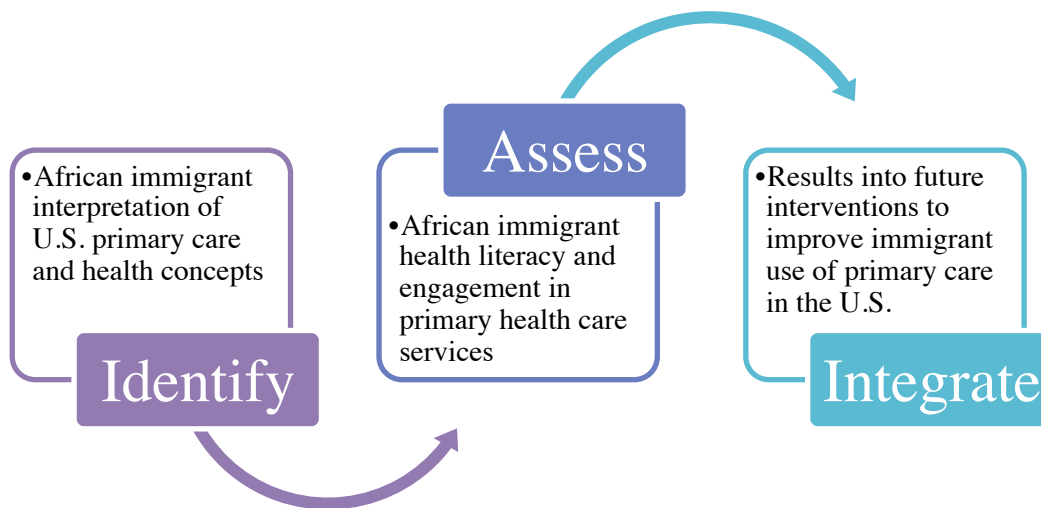 •African immigrant
interpretation of
U.S. primary care
and health concepts
Identify
Assess
•African immigrant
health literacy and
engagement in
primary health care
services
•Results into future
interventions to
improve immigrant
use of primary care
in the U.S.
Integrate